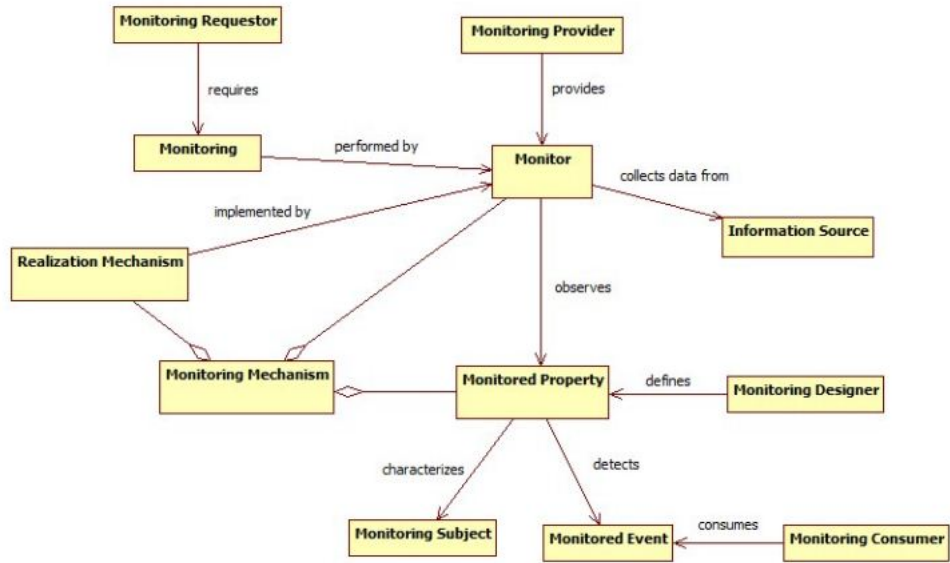 Monitoring Requestor
Monitoring Provider
requires
provides
Monitoring
performed by
Monitor
collects data from
implemented by
Information Source
Realization Mechanism
observes
Monitoring Mechanism
Monitored Property
defines
Monitoring Designer
characterizes
detects
Monitoring Subject
Monitored Event
consumes
Monitoring Consumer